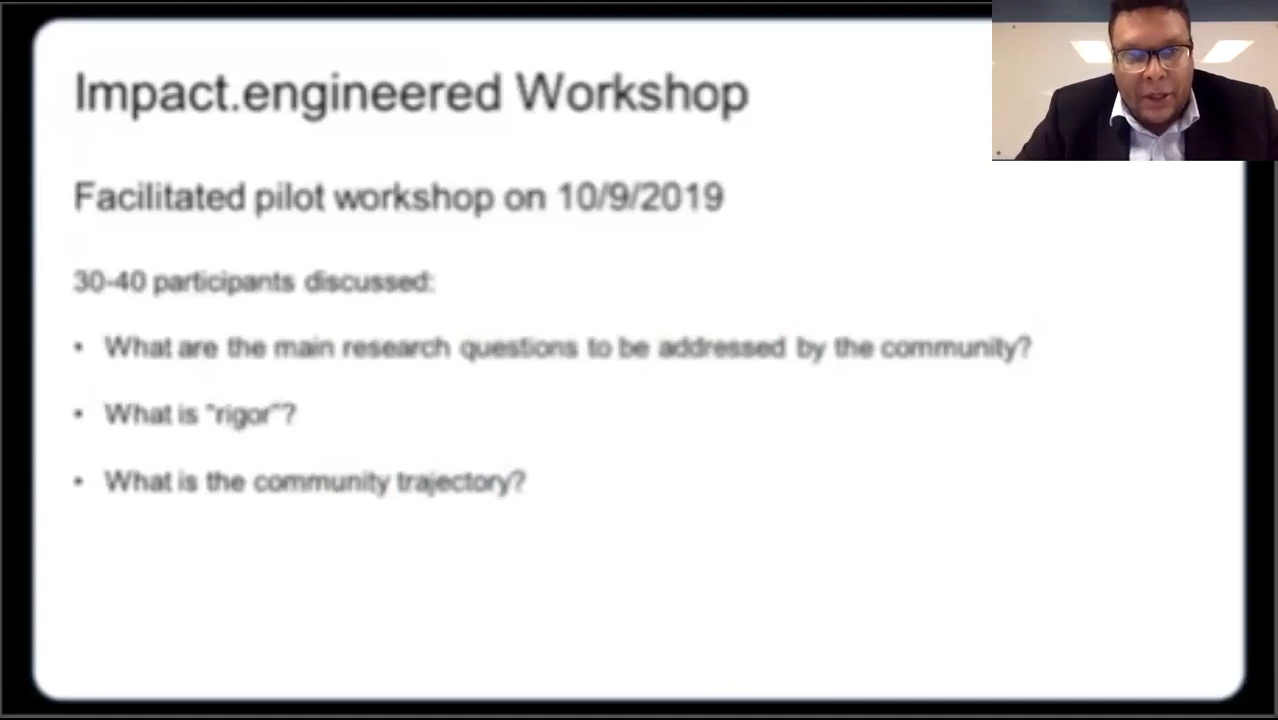 Impact.engineered Workshop
Facilitated pilot workshop on 10/9/2019
30-40 participants discussed:
• What are the main research questions to be addressed by the community?
• What is "rigor"?
• What is the community trajectory?